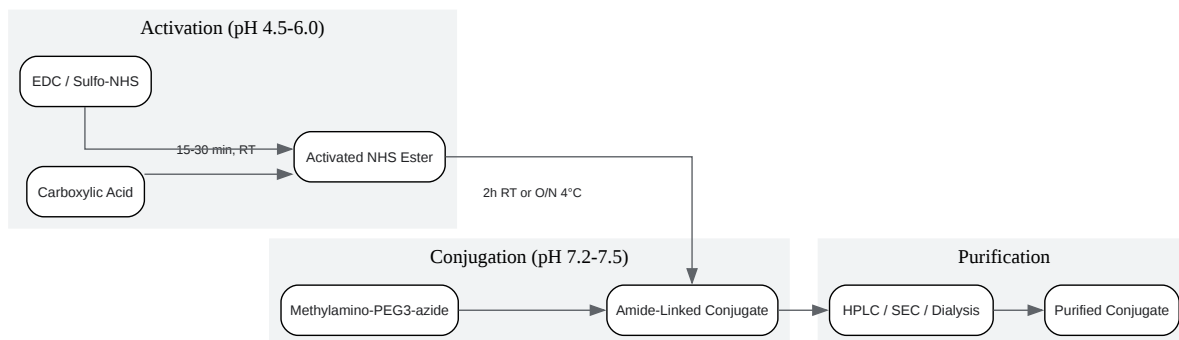 Activation (pH 4.5-6.0)
EDC / Sulfo-NHS
15-30 min, RT
Activated NHS Ester
Carboxylic Acid
2h RT or O/N 4°C
Conjugation (pH 7.2-7.5)
Methylamino-PEG3-azide
Amide-Linked Conjugate
Purification
HPLC / SEC / Dialysis
Purified Conjugate